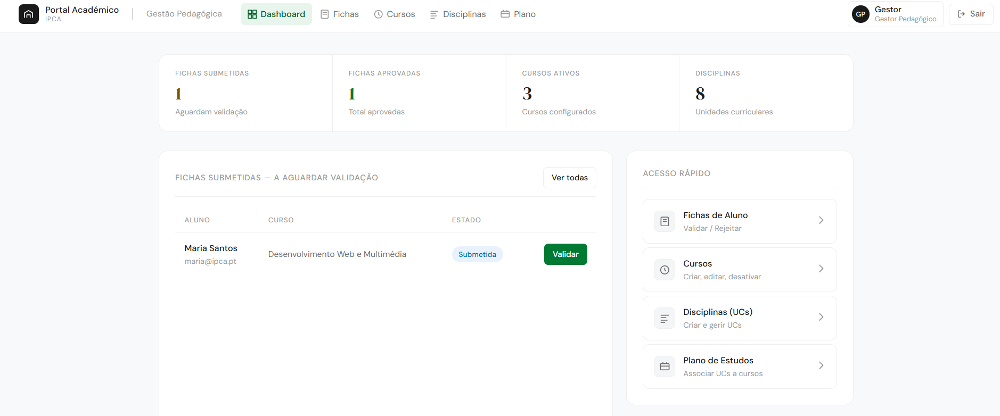 Portal Académico
IPCA
Gestão Pedagógica
Dashboard
Fichas
Cursos
Disciplinas
Plano
GP
Gestor
Gestor Pedagógico
Sair
FICHAS SUBMETIDAS
1
Aguardam validação
FICHAS APROVADAS
1
Total aprovadas
CURSOS ATIVOS
3
Cursos configurados
DISCIPLINAS
8
Unidades curriculares
FICHAS SUBMETIDAS — A AGUARDAR VALIDAÇÃO
Ver todas
ALUNO CURSO ESTADO
Maria Santos
maria@ipca.pt
Desenvolvimento Web e Multimédia
Submetida
Validar
ACESSO RÁPIDO
Fichas de Aluno
Validar / Rejeitar
Cursos
Criar, editar, desativar
Disciplinas (UCs)
Criar e gerir UCs
Plano de Estudos
Associar UCs a cursos